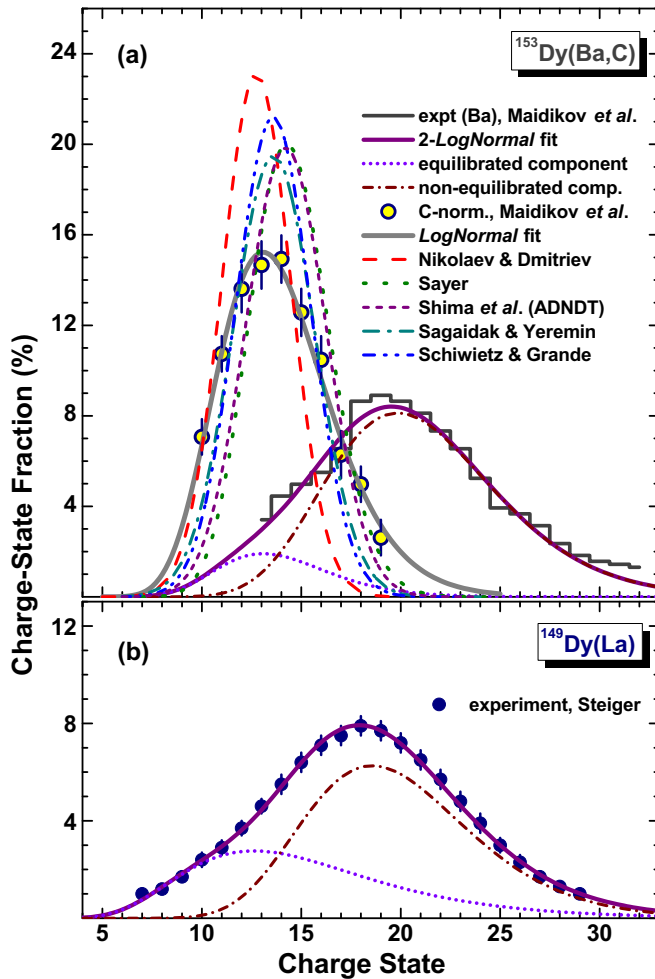 24
20
16
12
8
4
(a)
¹⁵³Dy(Ba,C)
expt (Ba), Maidikov et al.
2-LogNormal fit
equilibrated component
non-equilibrated comp.
C-norm., Maidikov et al.
LogNormal fit
Nikolaev & Dmitriev
Sayer
Shima et al. (ADNDT)
Sagaidak & Yeremin
Schiwietz & Grande
Charge-State Fraction (%)
12
8
4
(b)
¹⁴⁹Dy(La)
experiment, Steiger
5 10 15 20 25 30
Charge State